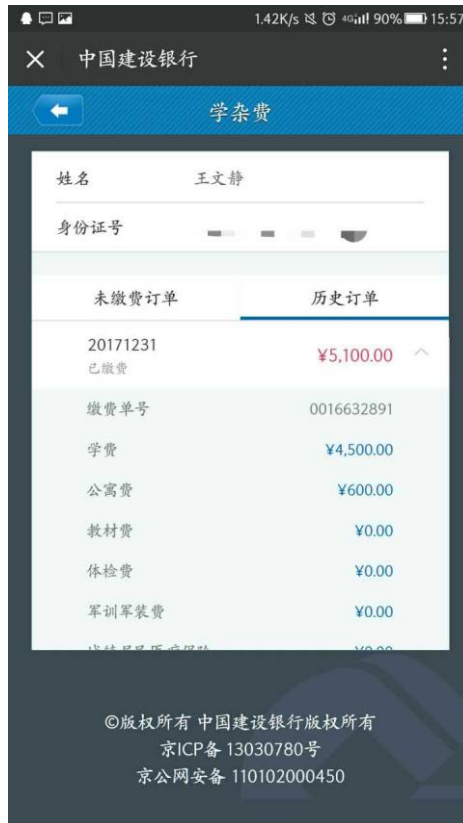 1.42K/s 4G 90% 15:57
中国建设银行
学杂费
姓名 王文静
身份证号
未缴费订单 历史订单
20171231 ¥5,100.00
已缴费
缴费单号 0016632891
学费 ¥4,500.00
公寓费 ¥600.00
教材费 ¥0.00
体检费 ¥0.00
军训军装费 ¥0.00
©版权所有 中国建设银行版权所有
京ICP备 13030780号
京公网安备 110102000450